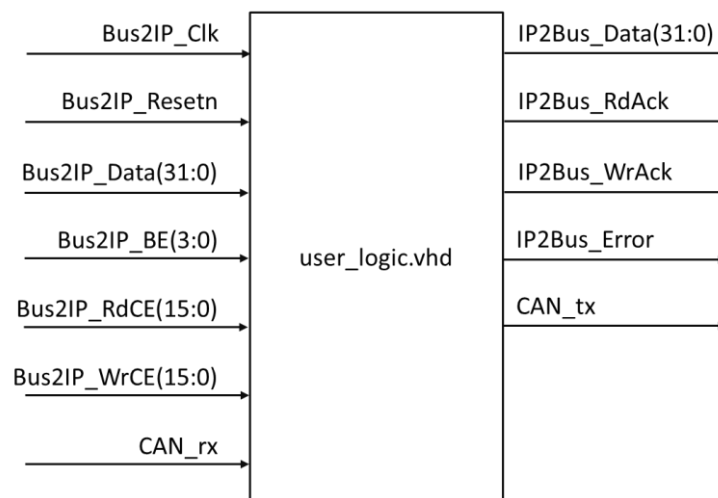 Bus2IP_Clk
Bus2IP_Resetn
Bus2IP_Data(31:0)
Bus2IP_BE(3:0)
Bus2IP_RdCE(15:0)
Bus2IP_WrCE(15:0)
CAN_rx
user_logic.vhd
IP2Bus_Data(31:0)
IP2Bus_RdAck
IP2Bus_WrAck
IP2Bus_Error
CAN_tx